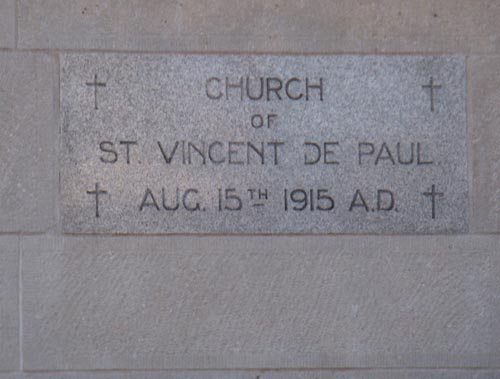 CHURCH
OF
ST. VINCENT DE PAUL
AUG. 15TH 1915 A.D.